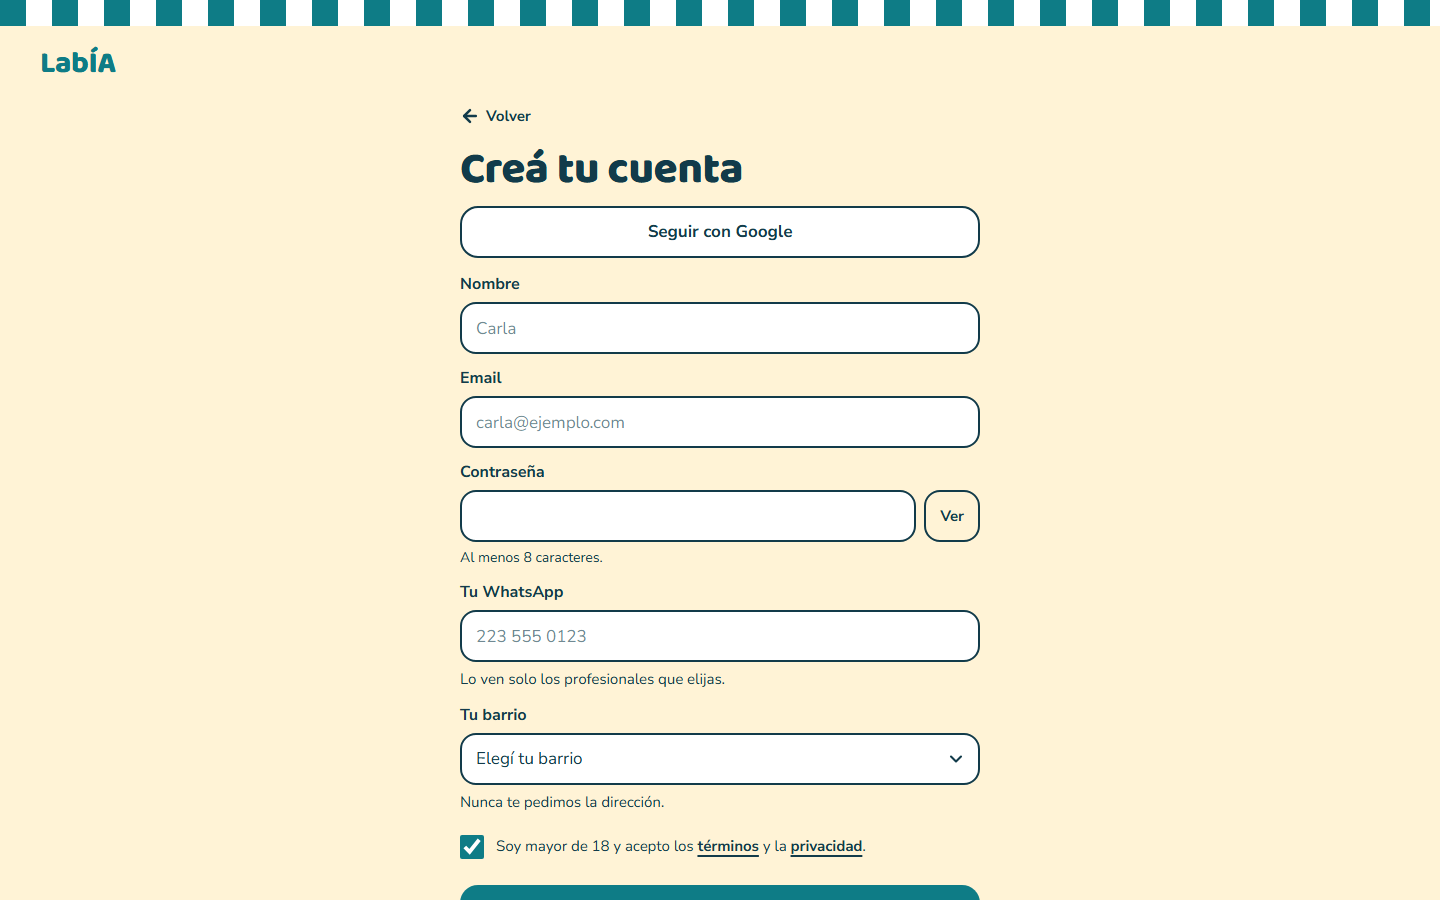 LabÍA
Volver
Creá tu cuenta
Seguir con Google
Nombre
Carla
Email
carla@ejemplo.com
Contraseña
Ver
Al menos 8 caracteres.
Tu WhatsApp
223 555 0123
Lo ven solo los profesionales que elijas.
Tu barrio
Elegí tu barrio
Nunca te pedimos la dirección.
Soy mayor de 18 y acepto los términos y la privacidad.